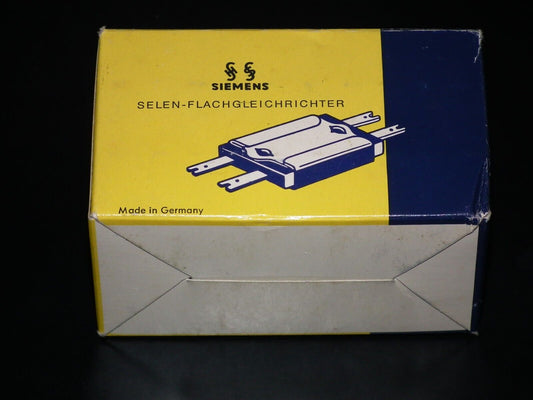 SIEMENS
SELEN-FLACHGLEICHRICHTER
Made in Germany